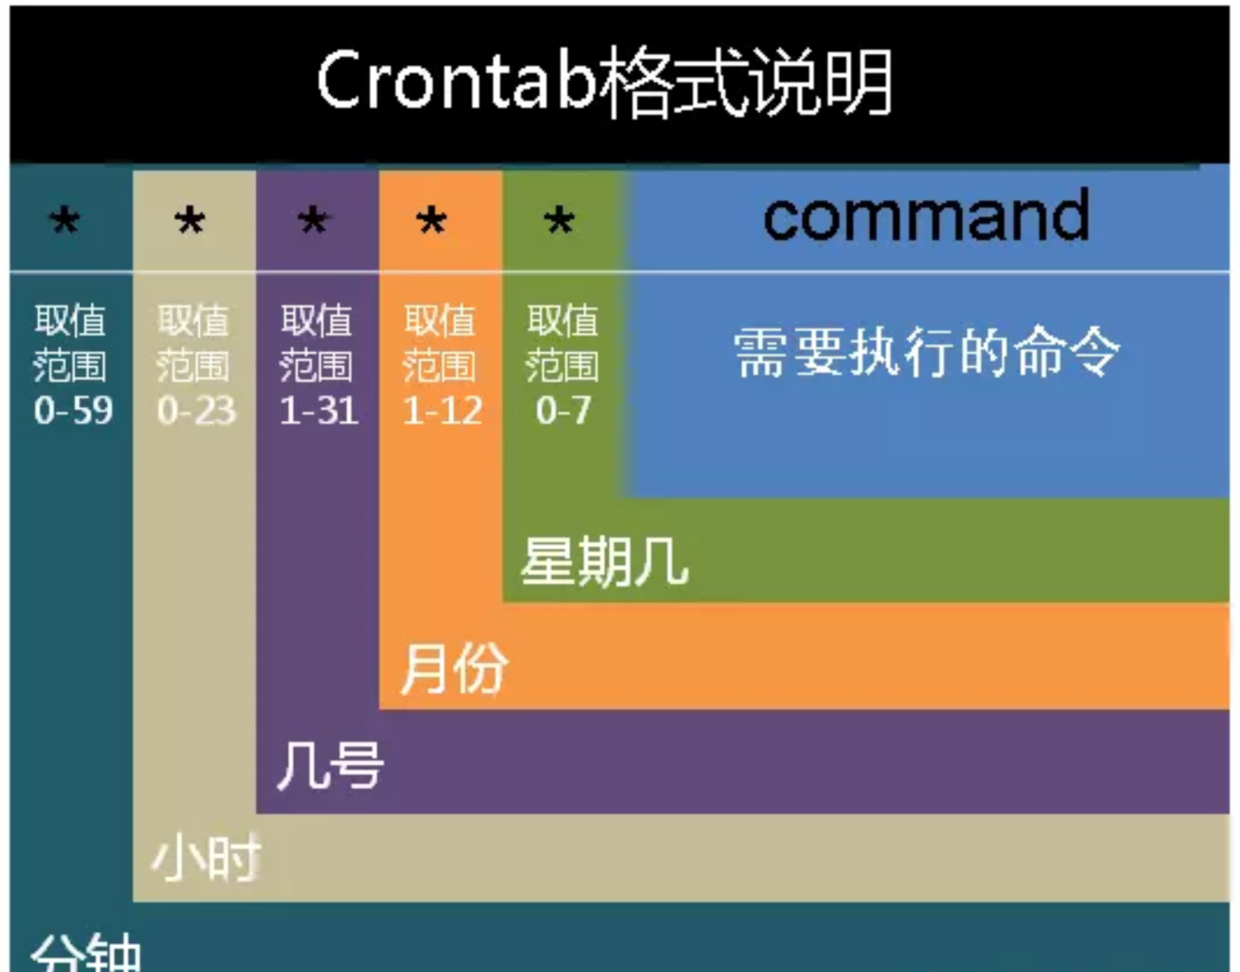 Crontab格式说明
* * * * * command
取值 取值 取值 取值 取值
范围 范围 范围 范围 范围
0-59 0-23 1-31 1-12 0-7
需要执行的命令
星期几
月份
几号
小时
分钟